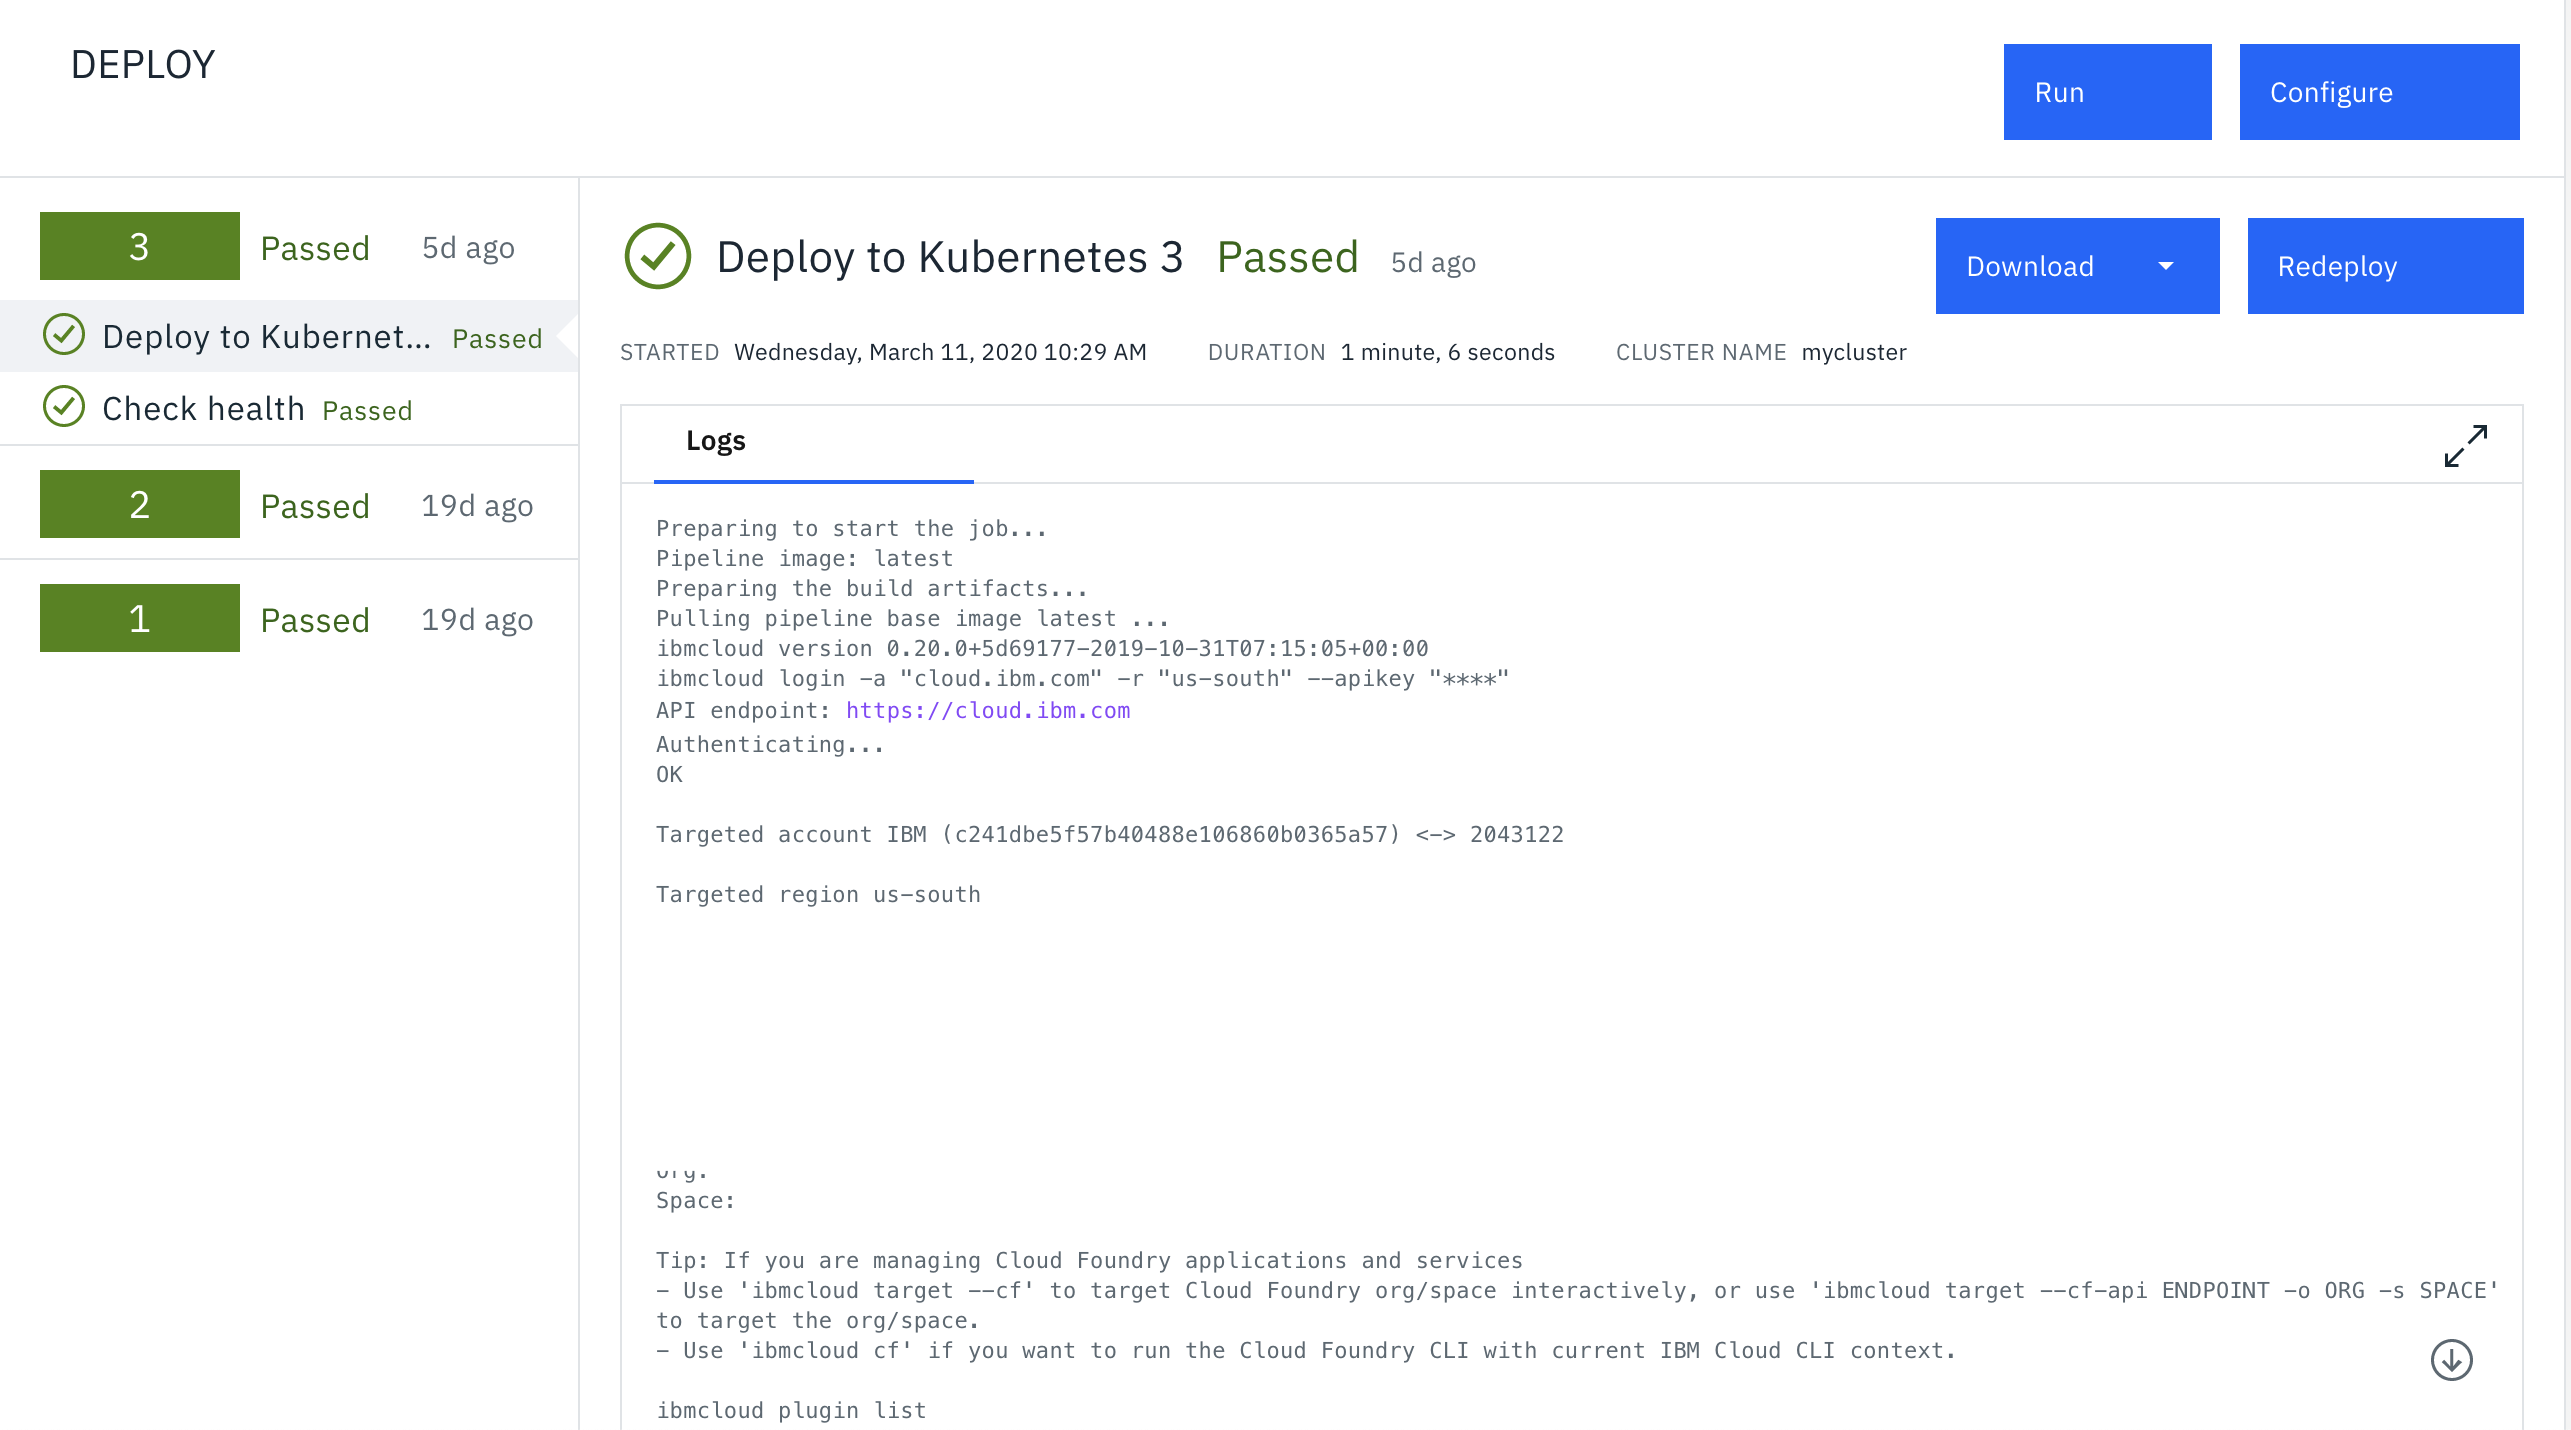 DEPLOY
Run
Configure
3 Passed 5d ago
Deploy to Kubernet... Passed
Check health Passed
2 Passed 19d ago
1 Passed 19d ago
Deploy to Kubernetes 3 Passed 5d ago
Download
Redeploy
STARTED Wednesday, March 11, 2020 10:29 AM DURATION 1 minute, 6 seconds CLUSTER NAME mycluster
Logs
Preparing to start the job...
Pipeline image: latest
Preparing the build artifacts...
Pulling pipeline base image latest ...
ibmcloud version 0.20.0+5d69177-2019-10-31T07:15:05+00:00
ibmcloud login -a "cloud.ibm.com" -r "us-south" --apikey "****"
API endpoint: https://cloud.ibm.com
Authenticating...
OK
Targeted account IBM (c241dbe5f57b40488e106860b0365a57) <-> 2043122
Targeted region us-south
Org:
Space:
Tip: If you are managing Cloud Foundry applications and services
- Use 'ibmcloud target --cf' to target Cloud Foundry org/space interactively, or use 'ibmcloud target --cf-api ENDPOINT -o ORG -s SPACE'
to target the org/space.
- Use 'ibmcloud cf' if you want to run the Cloud Foundry CLI with current IBM Cloud CLI context.
ibmcloud plugin list